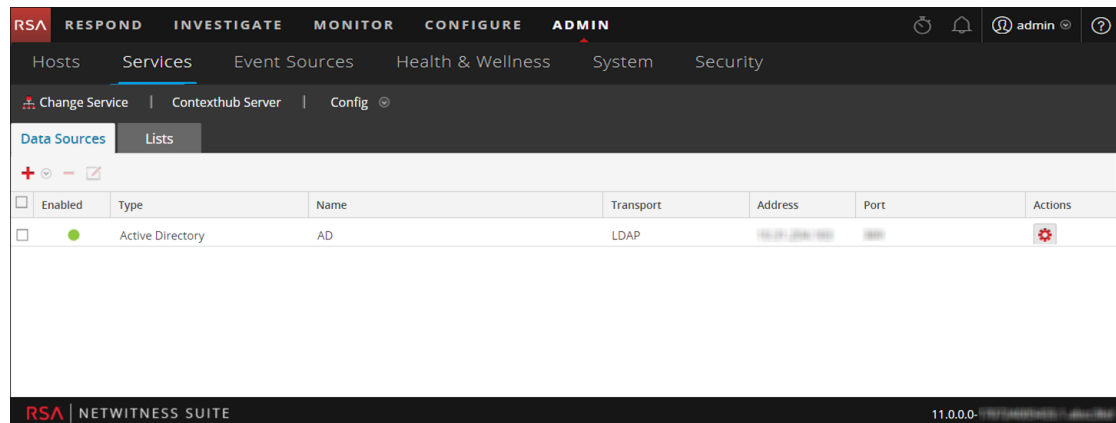 RSA RESPOND INVESTIGATE MONITOR CONFIGURE ADMIN admin ?
Hosts Services Event Sources Health & Wellness System Security
Change Service | Contexthub Server | Config
Data Sources Lists
Enabled Type Name Transport Address Port Actions
Active Directory AD LDAP
RSA | NETWITNESS SUITE 11.0.0.0-